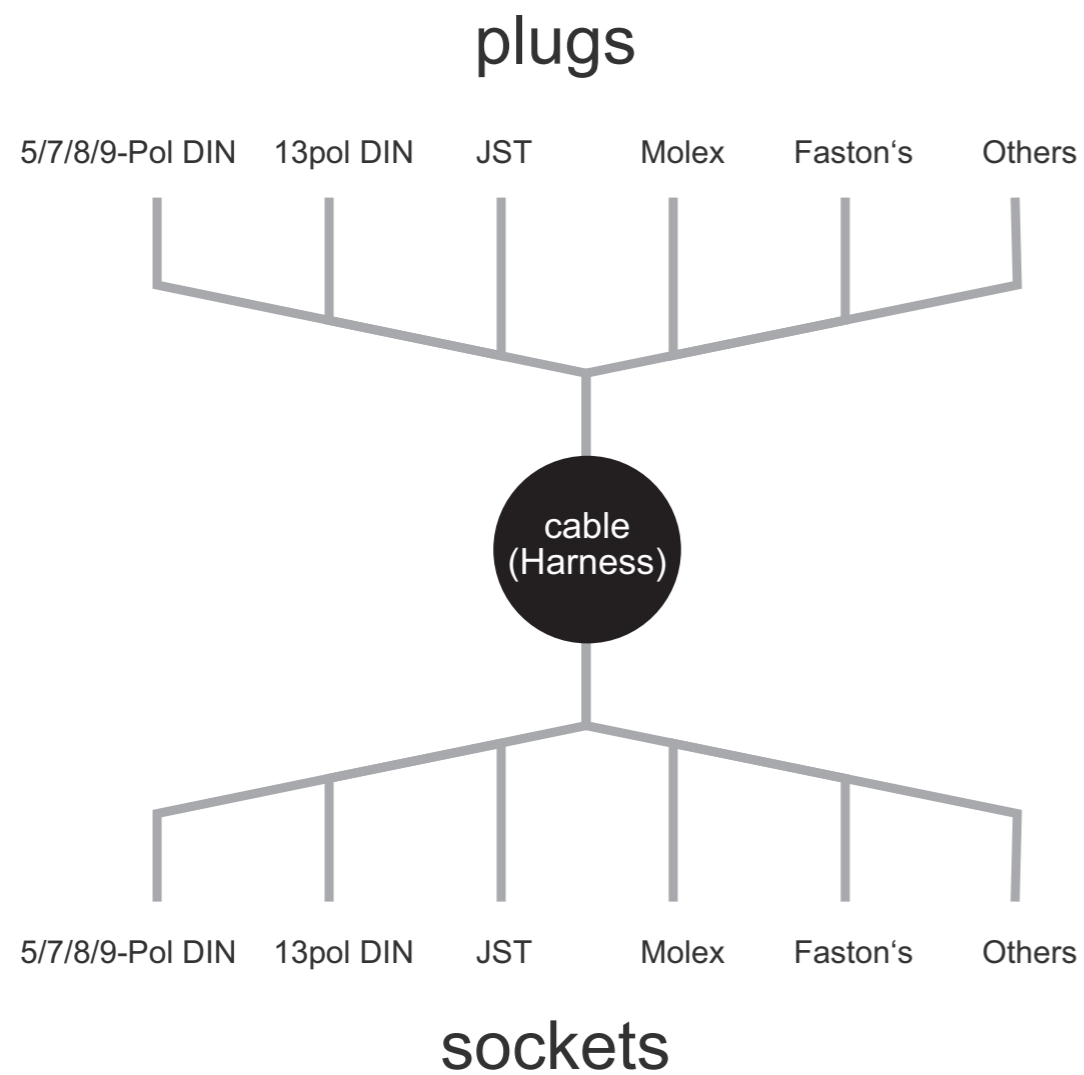 plugs
5/7/8/9-Pol DIN 13pol DIN JST Molex Faston‘s Others
cable
(Harness)
5/7/8/9-Pol DIN 13pol DIN JST Molex Faston‘s Others
sockets